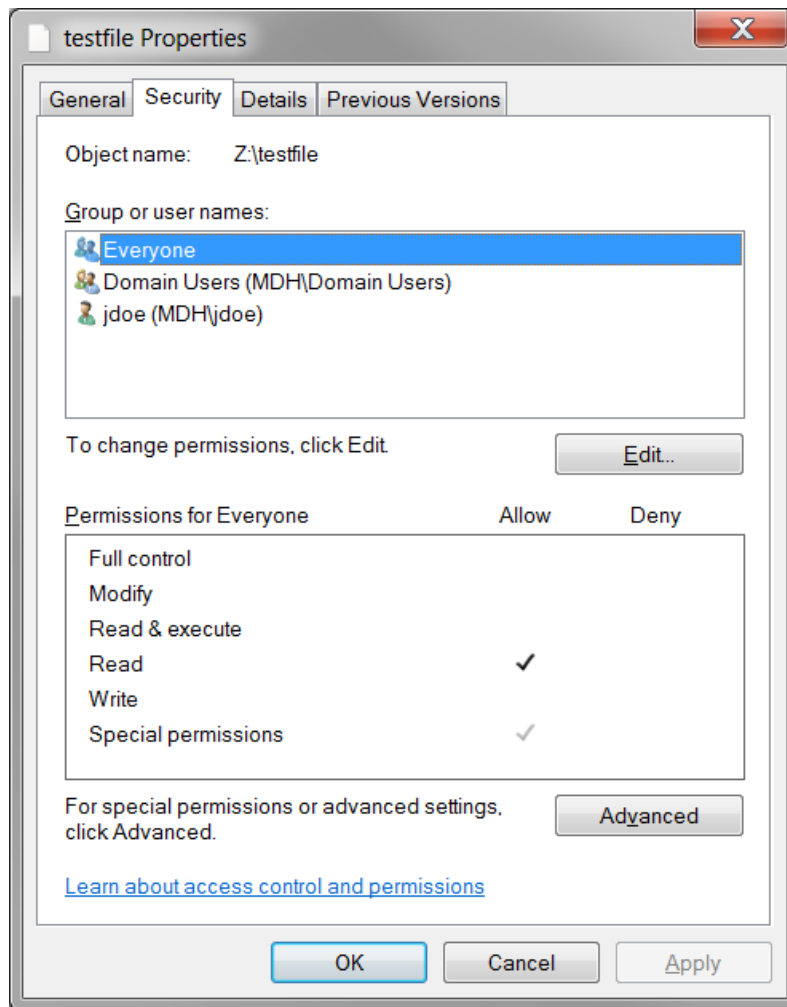 testfile Properties
General Security Details Previous Versions
Object name: Z:\testfile
Group or user names:
Everyone
Domain Users (MDH\Domain Users)
jdoe (MDH\jdoe)
To change permissions, click Edit.
Edit...
Permissions for Everyone Allow Deny
Full control
Modify
Read & execute
Read
Write
Special permissions
For special permissions or advanced settings,
click Advanced.
Advanced
Learn about access control and permissions
OK Cancel Apply